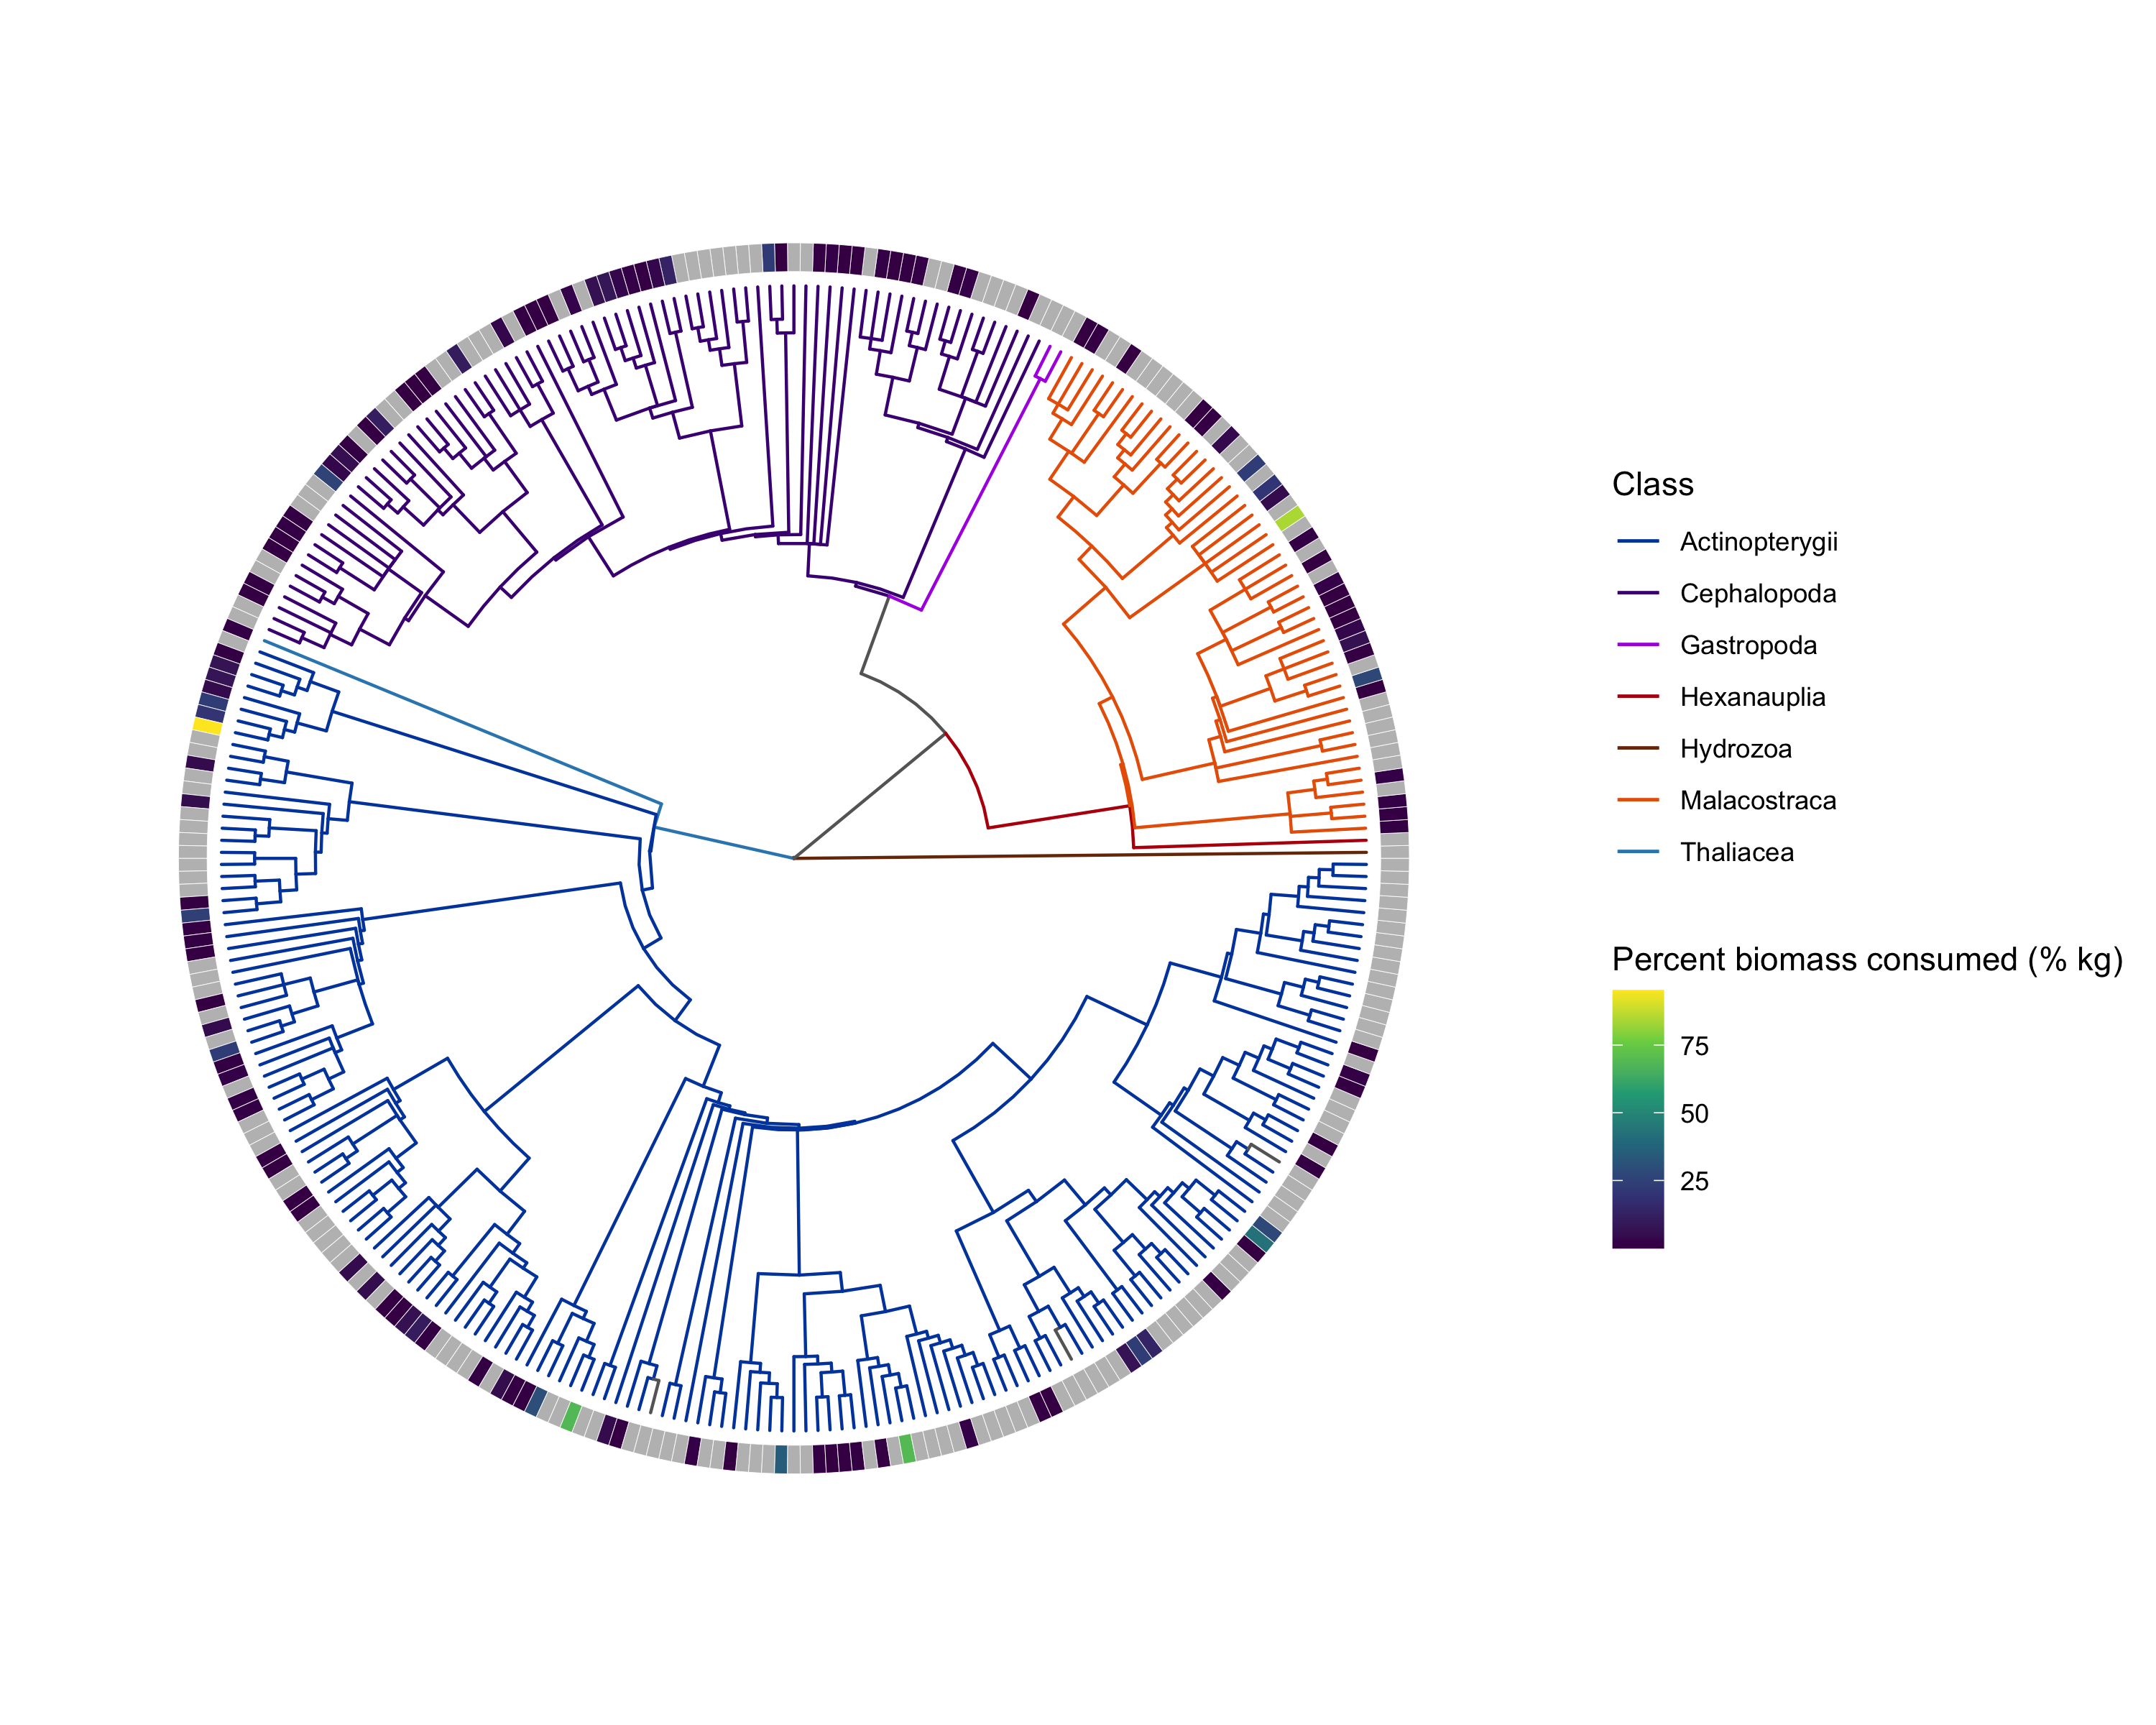 Class
Actinopterygii
Cephalopoda
Gastropoda
Hexanauplia
Hydrozoa
Malacostraca
Thaliacea
Percent biomass consumed (% kg)
75
50
25